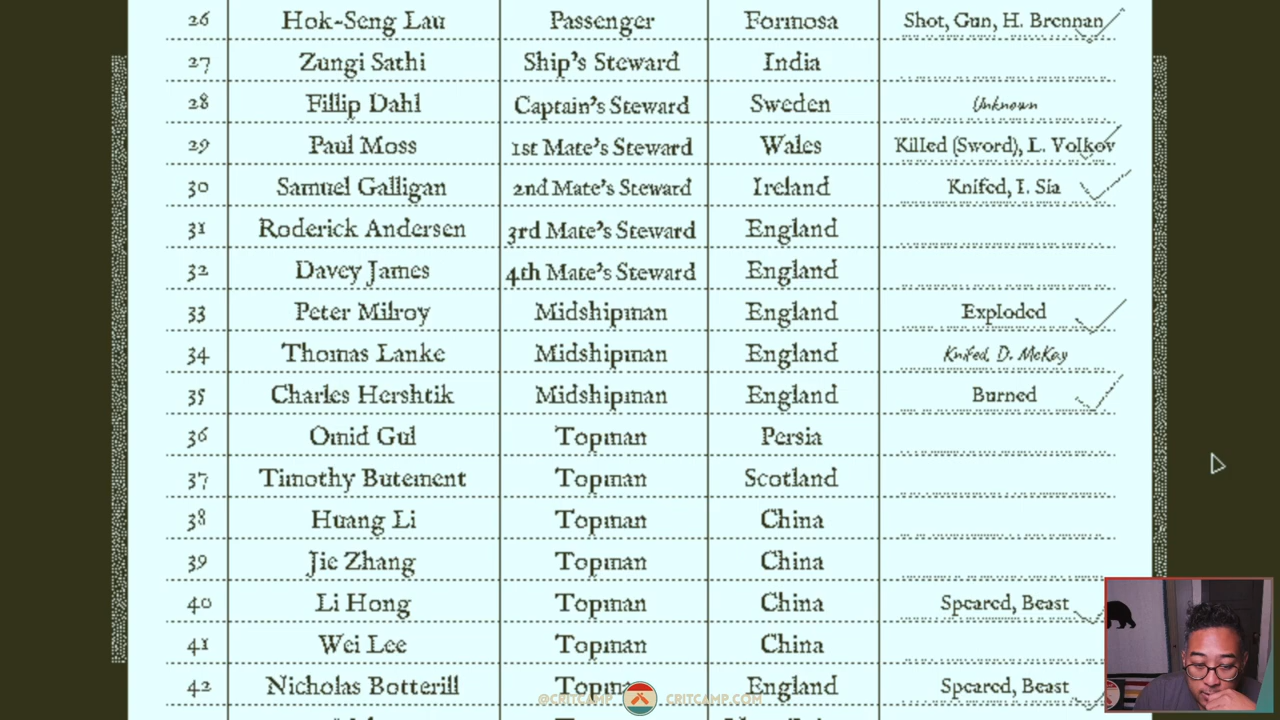 26 Hok-Seng Lau Passenger Formosa Shot, Gun, H. Brennan
27 Zungi Sathi Ship's Steward India
28 Fillip Dahl Captain's Steward Sweden Unknown
29 Paul Moss 1st Mate's Steward Wales Killed (Sword), L. Volkov
30 Samuel Galligan 2nd Mate's Steward Ireland Knifed, I. Sia
31 Roderick Andersen 3rd Mate's Steward England
32 Davey James 4th Mate's Steward England
33 Peter Milroy Midshipman England Exploded
34 Thomas Lanke Midshipman England Knifed, D. McKay
35 Charles Hershtik Midshipman England Burned
36 Omid Gul Topman Persia
37 Timothy Butement Topman Scotland
38 Huang Li Topman China
39 Jie Zhang Topman China
40 Li Hong Topman China Speared, Beast
41 Wei Lee Topman China
42 Nicholas Botterill Topman England Speared, Beast
@CRITCAMP CRITCAMP.COM